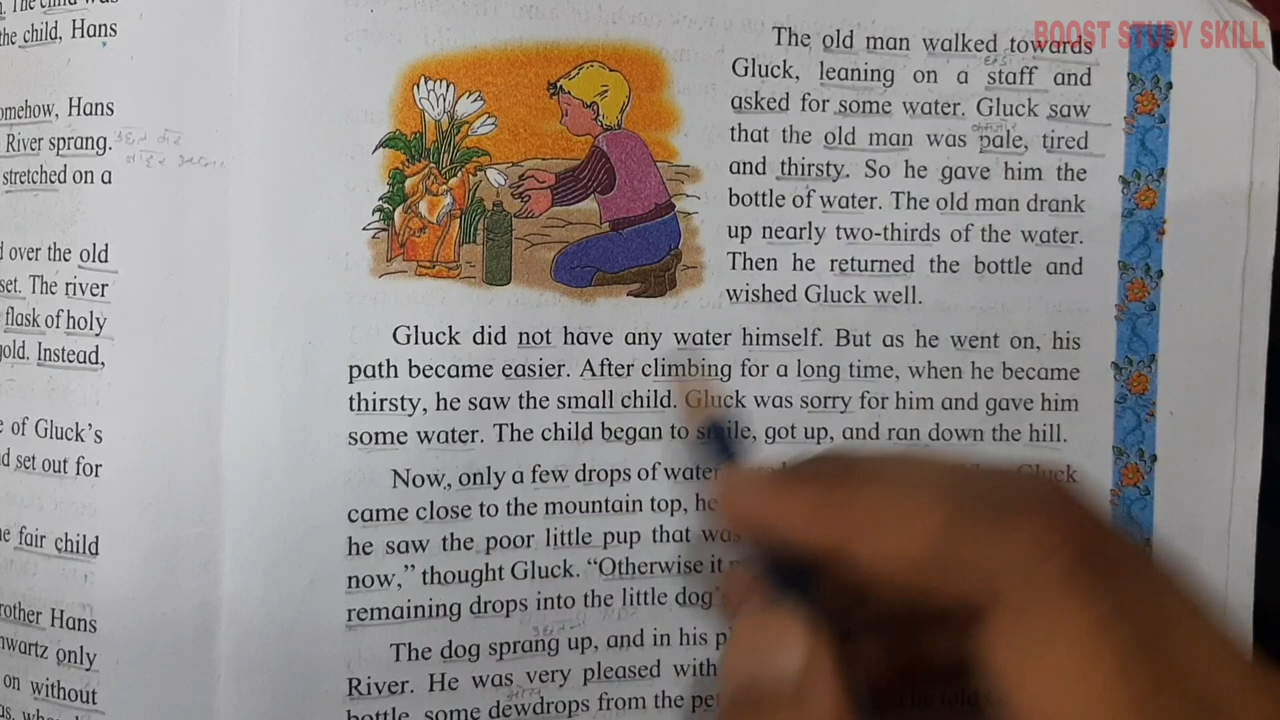 BOOST STUDY SKILL
the child, Hans
omehow, Hans
River sprang.
stretched on a
over the old
set. The river
flask of holy
gold. Instead,
of Gluck's
set out for
fair child
rother Hans
hwartz only
on without
The old man walked towards
Gluck, leaning on a staff and
asked for some water. Gluck saw
that the old man was pale, tired
कमजोर
and thirsty. So he gave him the
bottle of water. The old man drank
up nearly two-thirds of the water.
Then he returned the bottle and
wished Gluck well.
Gluck did not have any water himself. But as he went on, his
path became easier. After climbing for a long time, when he became
thirsty, he saw the small child. Gluck was sorry for him and gave him
some water. The child began to smile, got up, and ran down the hill.
Now, only a few drops of water Gluck
came close to the mountain top, he
he saw the poor little pup that was
now,” thought Gluck. “Otherwise it
remaining drops into the little dog's
The dog sprang up, and in his
River. He was very pleased with
bottle, some dewdrops from the